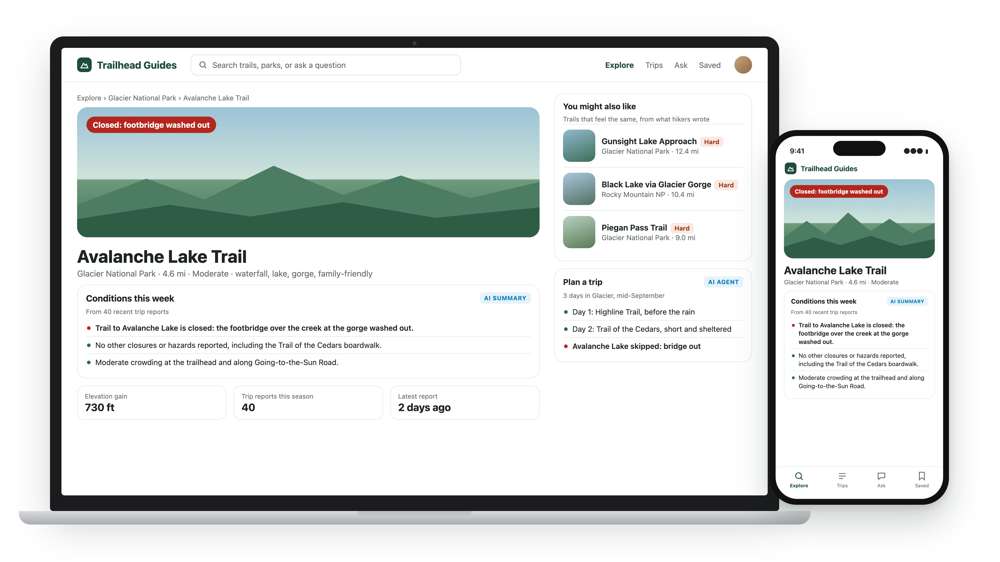 Trailhead Guides
Search trails, parks, or ask a question
Explore
Trips
Ask
Saved
Explore › Glacier National Park › Avalanche Lake Trail
Closed: footbridge washed out
Avalanche Lake Trail
Glacier National Park · 4.6 mi · Moderate · waterfall, lake, gorge, family-friendly
Conditions this week
AI SUMMARY
From 40 recent trip reports
Trail to Avalanche Lake is closed: the footbridge over the creek at the gorge washed out.
No other closures or hazards reported, including the Trail of the Cedars boardwalk.
Moderate crowding at the trailhead and along Going-to-the-Sun Road.
Elevation gain
730 ft
Trip reports this season
40
Latest report
2 days ago
You might also like
Trails that feel the same, from what hikers wrote
Gunsight Lake Approach Hard
Glacier National Park · 12.4 mi
Black Lake via Glacier Gorge Hard
Rocky Mountain NP · 10.4 mi
Piegan Pass Trail Hard
Glacier National Park · 9.0 mi
Plan a trip
AI AGENT
3 days in Glacier, mid-September
Day 1: Highline Trail, before the rain
Day 2: Trail of the Cedars, short and sheltered
Avalanche Lake skipped: bridge out
9:41
Trailhead Guides
Closed: footbridge washed out
Avalanche Lake Trail
Glacier National Park · 4.6 mi · Moderate
Conditions this week
AI SUMMARY
From 40 recent trip reports
Trail to Avalanche Lake is closed: the
footbridge over the creek at the gorge
washed out.
No other closures or hazards reported,
including the Trail of the Cedars boardwalk.
Moderate crowding at the trailhead and along
Going-to-the-Sun Road.
Explore
Trips
Ask
Saved